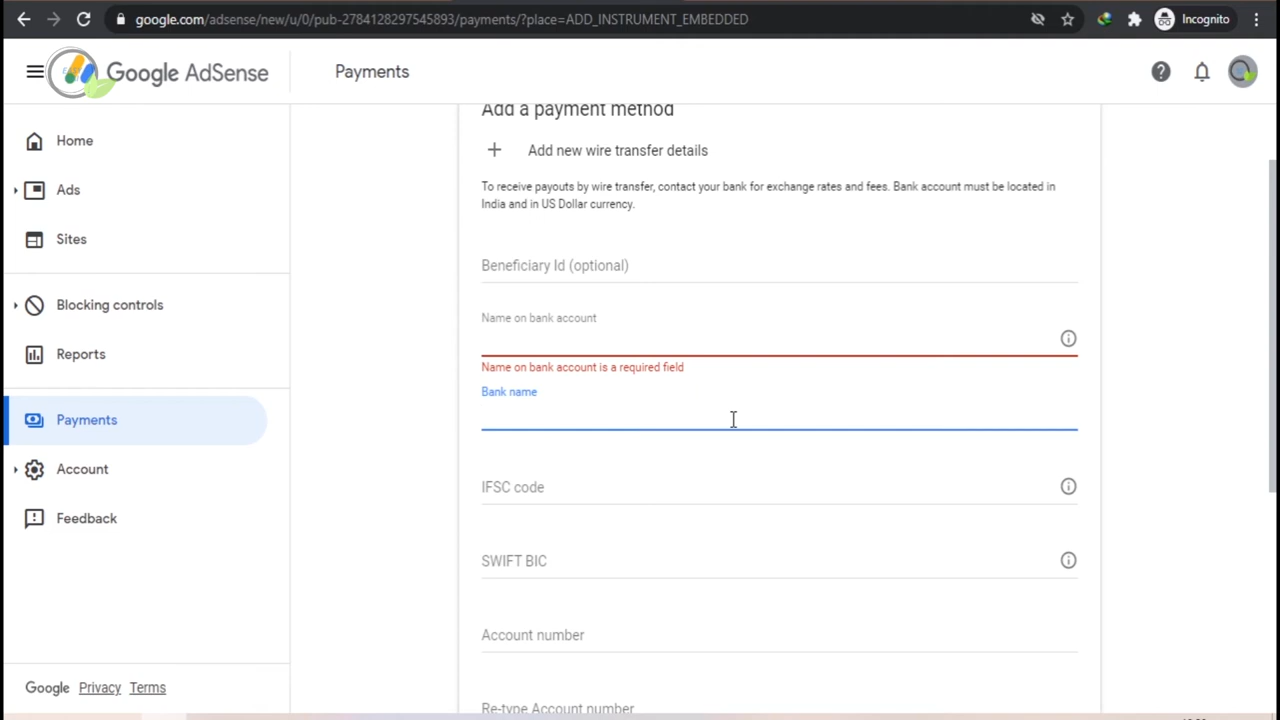 google.com/adsense/new/u/0/pub-2784128297545893/payments/?place=ADD_INSTRUMENT_EMBEDDED
Incognito
Google AdSense
Payments
Home
Ads
Sites
Blocking controls
Reports
Payments
Account
Feedback
Google Privacy Terms
Add a payment method
Add new wire transfer details
To receive payouts by wire transfer, contact your bank for exchange rates and fees. Bank account must be located in
India and in US Dollar currency.
Beneficiary Id (optional)
Name on bank account
Name on bank account is a required field
Bank name
IFSC code
SWIFT BIC
Account number
Re-type Account number